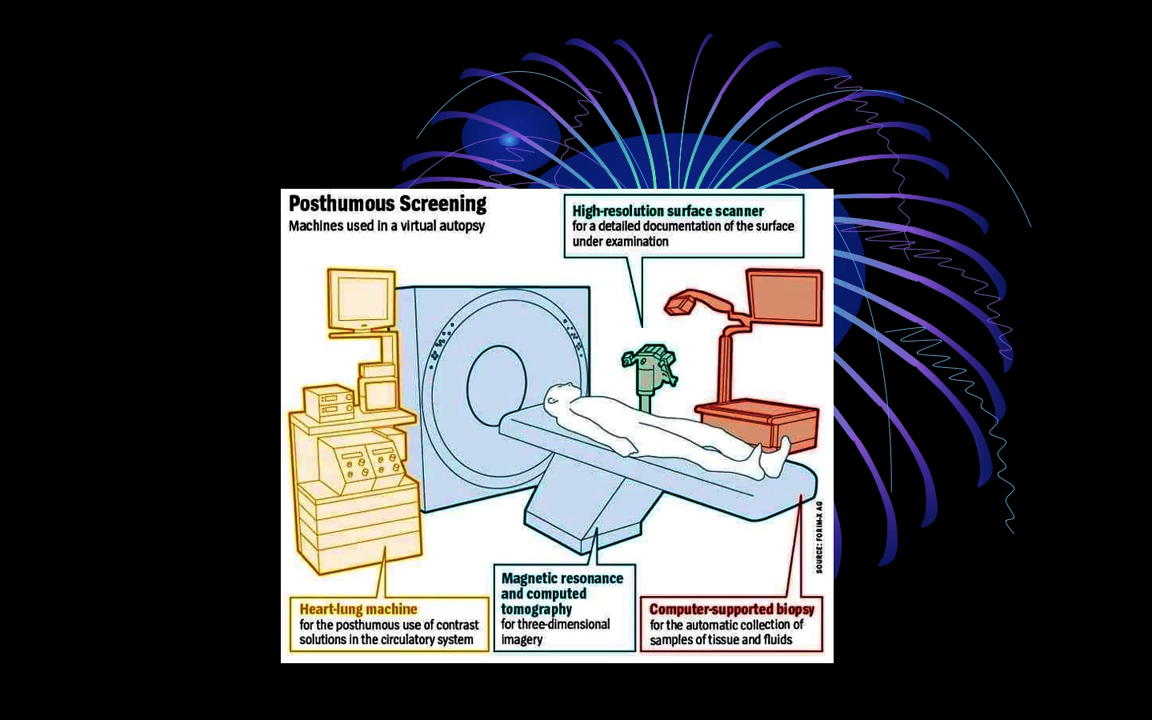 Posthumous Screening
Machines used in a virtual autopsy
High-resolution surface scanner
for a detailed documentation of the surface
under examination
SOURCE: FORIM-X AG
Heart-lung machine
for the posthumous use of contrast
solutions in the circulatory system
Magnetic resonance
and computed
tomography
for three-dimensional
imagery
Computer-supported biopsy
for the automatic collection of
samples of tissue and fluids